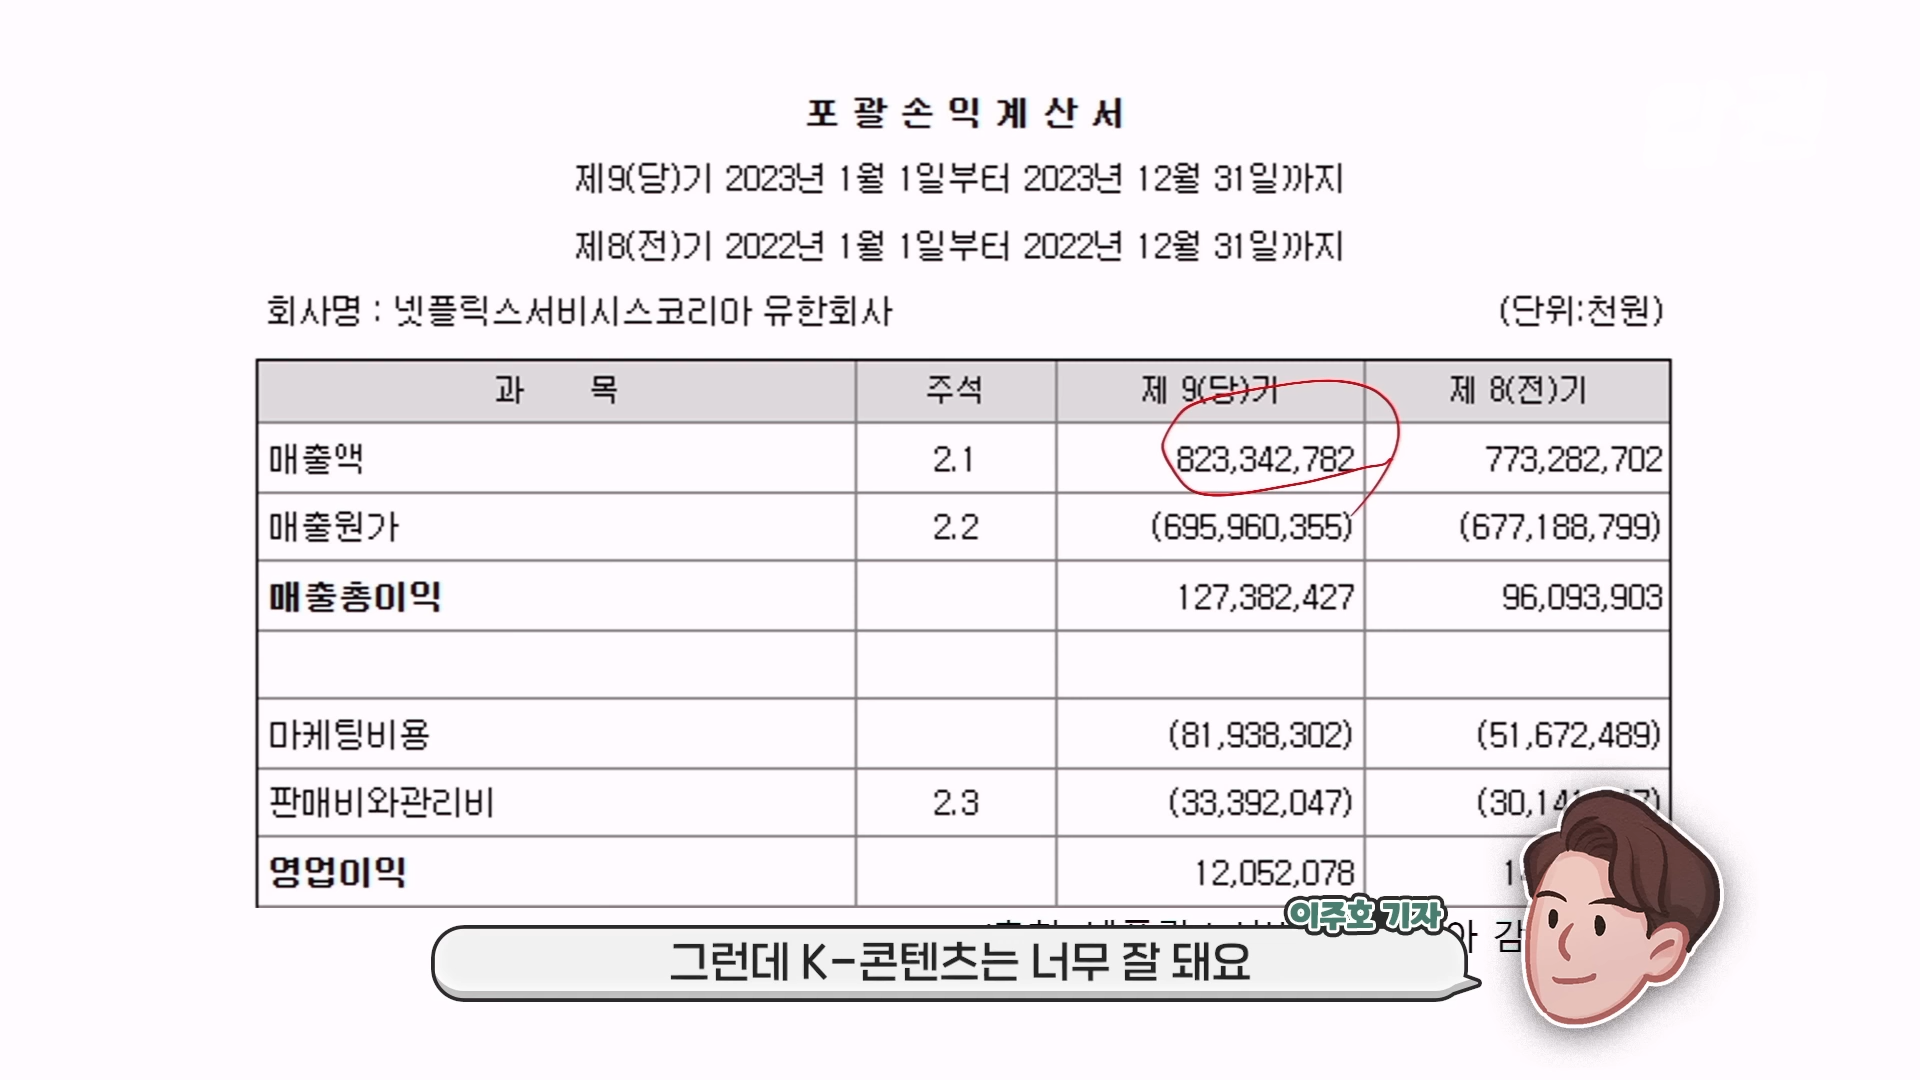 포 괄 손 익 계 산 서
제9(당)기 2023년 1월 1일부터 2023년 12월 31일까지
제8(전)기 2022년 1월 1일부터 2022년 12월 31일까지
회사명 : 넷플릭스서비시스코리아 유한회사 (단위:천원)
과 목 주석 제 9(당)기 제 8(전)기
매출액 2.1 823,342,782 773,282,702
매출원가 2.2 (695,960,355) (677,188,799)
매출총이익 127,382,427 96,093,903
마케팅비용 (81,938,302) (51,672,489)
판매비와관리비 2.3 (33,392,047)
영업이익 12,052,078
이주호 기자
그런데 K-콘텐츠는 너무 잘 돼요